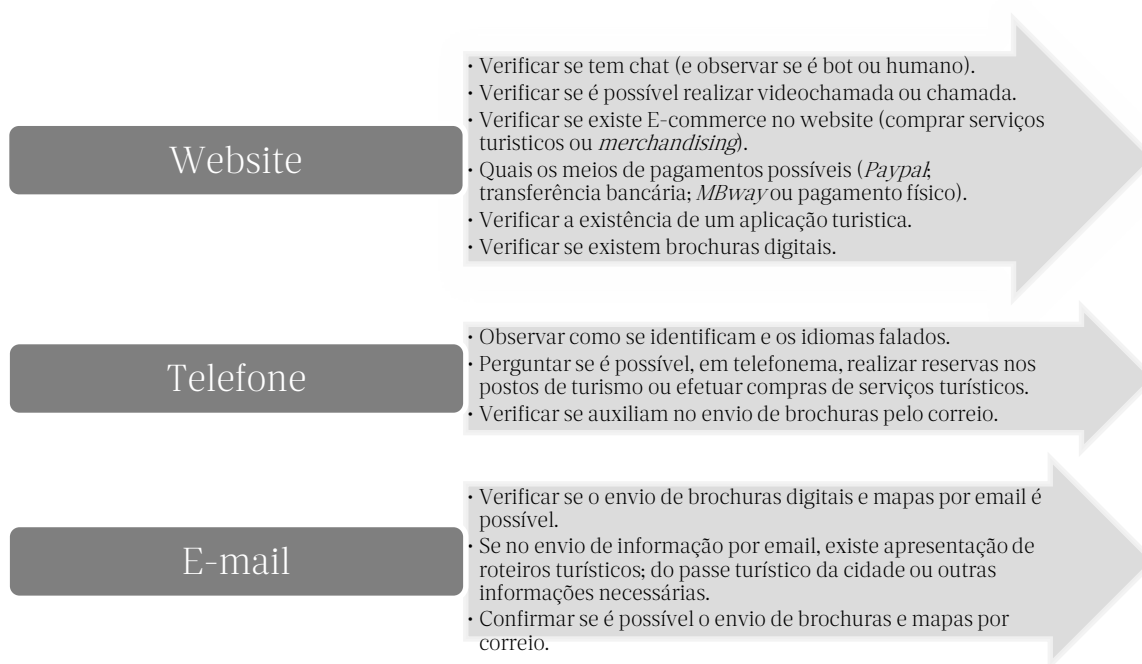 Website
• Verificar se tem chat (e observar se é bot ou humano).
• Verificar se é possível realizar videochamada ou chamada.
• Verificar se existe E-commerce no website (comprar serviços
turisticos ou merchandising).
• Quais os meios de pagamentos possíveis (Paypal;
transferência bancária; MBway ou pagamento físico).
• Verificar a existência de um aplicação turistica.
• Verificar se existem brochuras digitais.
Telefone
• Observar como se identificam e os idiomas falados.
• Perguntar se é possível, em telefonema, realizar reservas nos
postos de turismo ou efetuar compras de serviços turísticos.
• Verificar se auxiliam no envio de brochuras pelo correio.
E-mail
• Verificar se o envio de brochuras digitais e mapas por email é
possível.
• Se no envio de informação por email, existe apresentação de
roteiros turísticos; do passe turístico da cidade ou outras
informações necessárias.
• Confirmar se é possível o envio de brochuras e mapas por
correio.